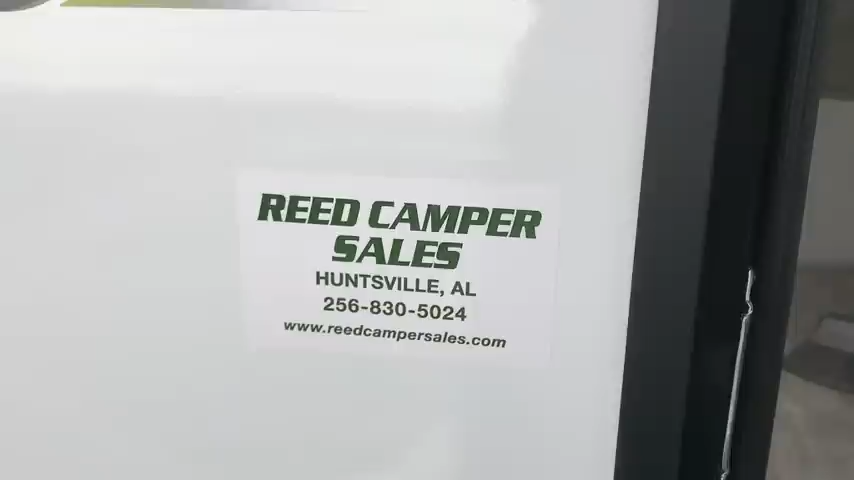 REED CAMPER
SALES
HUNTSVILLE, AL
256-830-5024
www.reedcampersales.com